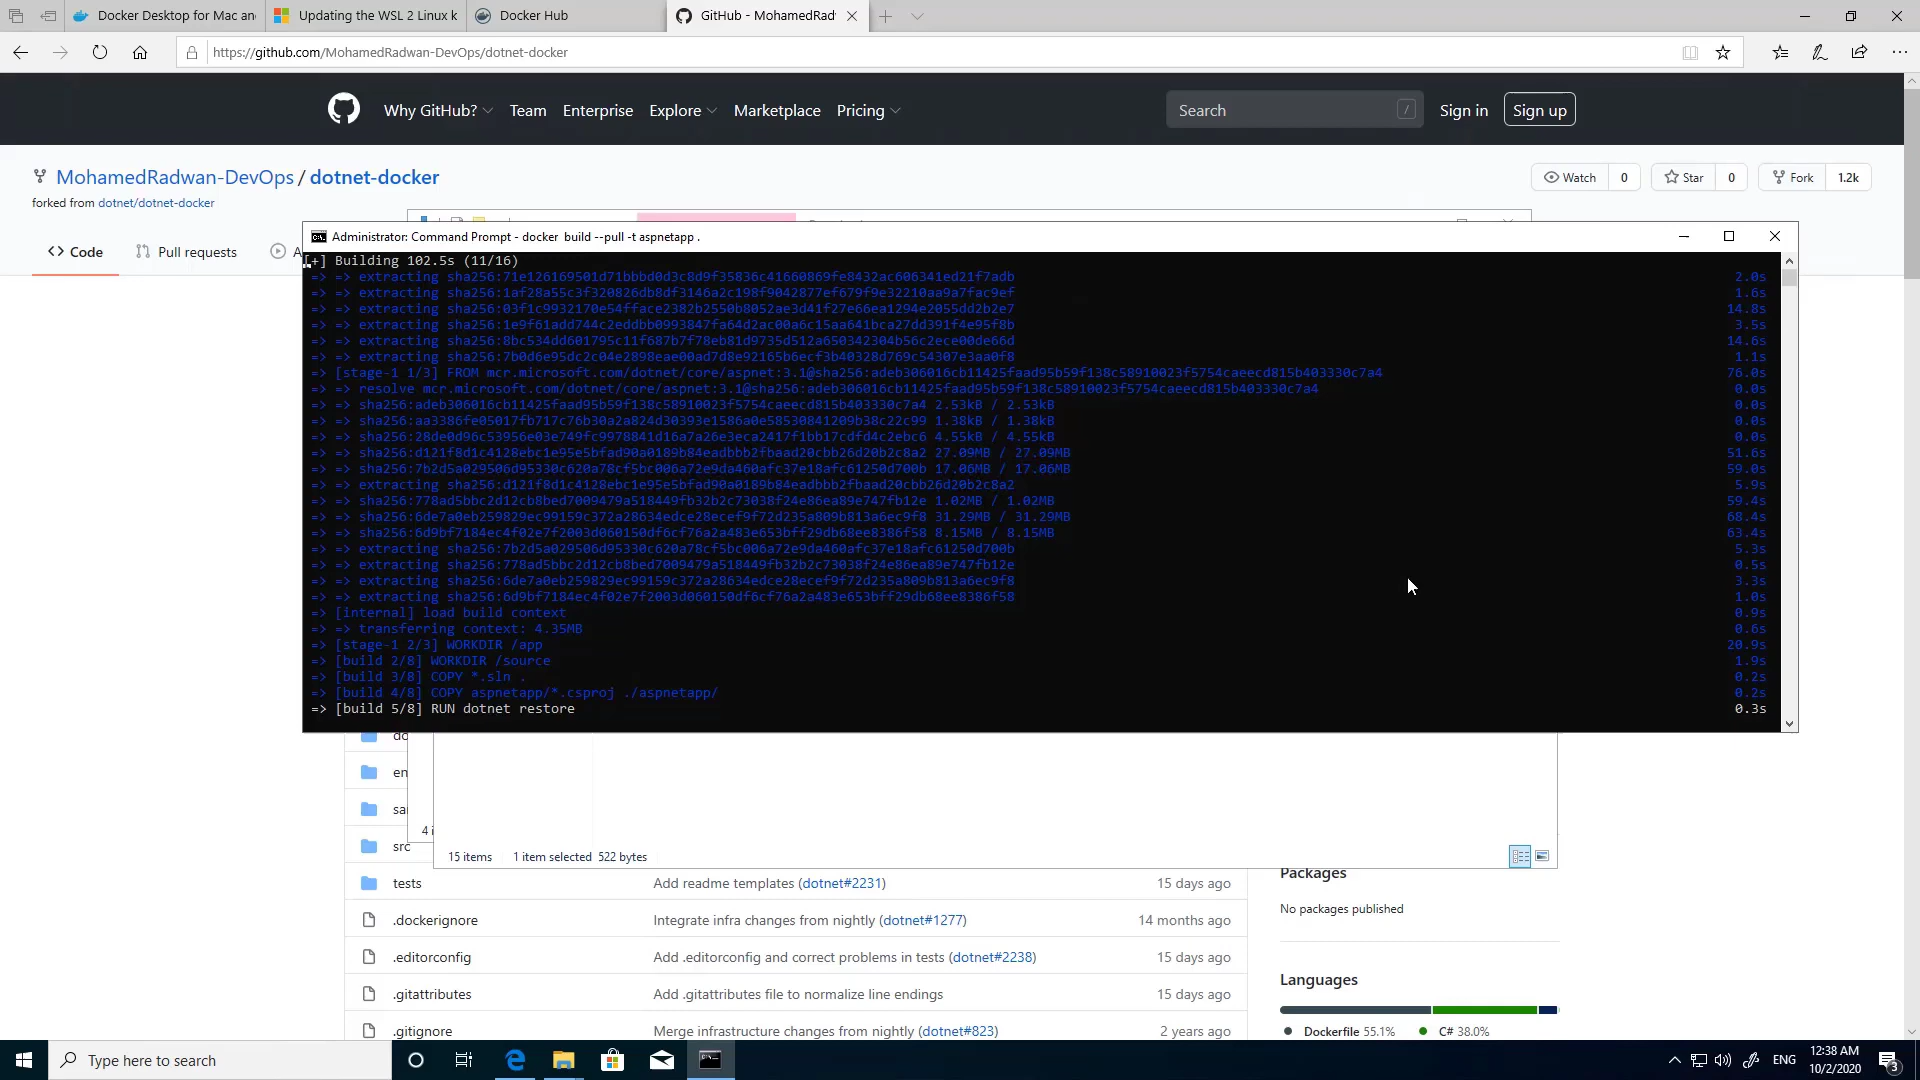 Docker Desktop for Mac an
Updating the WSL 2 Linux k
Docker Hub
GitHub - MohamedRad
https://github.com/MohamedRadwan-DevOps/dotnet-docker
Why GitHub? Team Enterprise Explore Marketplace Pricing
Search /
Sign in Sign up
MohamedRadwan-DevOps / dotnet-docker
forked from dotnet/dotnet-docker
Watch 0 Star 0 Fork 1.2k
Code Pull requests A
Administrator: Command Prompt - docker build --pull -t aspnetapp .
[+] Building 102.5s (11/16)
=> => extracting sha256:71e126169501d71bbbd0d3c8d9f35836c41660869fe8432ac606341ed21f7adb 2.0s
=> => extracting sha256:1af28a55c3f320826db8df3146a2c198f9042877ef679f9e32210aa9a7fac9ef 1.6s
=> => extracting sha256:03f1c9932170e54fface2382b2550b8052ae3d41f27e66ea1294e2055dd2b2e7 14.8s
=> => extracting sha256:1e9f61add744c2eddbb0993847fa64d2ac00a6c15aa641bca27dd391f4e95f8b 3.5s
=> => extracting sha256:8bc534dd601795c11f687b7f78eb81d9735d512a650342304b56c2ece00de66d 14.6s
=> => extracting sha256:7b0d6e95dc2c04e2898eae00ad7d8e92165b6ecf3b40328d769c54307e3aa0f8 1.1s
=> [stage-1 1/3] FROM mcr.microsoft.com/dotnet/core/aspnet:3.1@sha256:adeb306016cb11425faad95b59f138c58910023f5754caeecd815b403330c7a4 76.0s
=> => resolve mcr.microsoft.com/dotnet/core/aspnet:3.1@sha256:adeb306016cb11425faad95b59f138c58910023f5754caeecd815b403330c7a4 0.0s
=> => sha256:adeb306016cb11425faad95b59f138c58910023f5754caeecd815b403330c7a4 2.53kB / 2.53kB 0.0s
=> => sha256:aa3386fe05017fb717c76b30a2a824d30393e1586a0e58530841209b38c22c99 1.38kB / 1.38kB 0.0s
=> => sha256:28de0d96c53956e03e749fc9978841d16a7a26e3eca2417f1bb17cdfd4c2ebc6 4.55kB / 4.55kB 0.0s
=> => sha256:d121f8d1c4128ebc1e95e5bfad90a0189b84eadbbb2fbaad20cbb26d20b2c8a2 27.09MB / 27.09MB 51.6s
=> => sha256:7b2d5a029506d95330c620a78cf5bc006a72e9da460afc37e18afc61250d700b 17.06MB / 17.06MB 59.0s
=> => extracting sha256:d121f8d1c4128ebc1e95e5bfad90a0189b84eadbbb2fbaad20cbb26d20b2c8a2 5.9s
=> => sha256:778ad5bbc2d12cb8bed7009479a518449fb32b2c73038f24e86ea89e747fb12e 1.02MB / 1.02MB 59.4s
=> => sha256:6de7a0eb259829ec99159c372a28634edce28ecef9f72d235a809b813a6ec9f8 31.29MB / 31.29MB 68.4s
=> => sha256:6d9bf7184ec4f02e7f2003d060150df6cf76a2a483e653bff29db68ee8386f58 8.15MB / 8.15MB 63.4s
=> => extracting sha256:7b2d5a029506d95330c620a78cf5bc006a72e9da460afc37e18afc61250d700b 5.3s
=> => extracting sha256:778ad5bbc2d12cb8bed7009479a518449fb32b2c73038f24e86ea89e747fb12e 0.5s
=> => extracting sha256:6de7a0eb259829ec99159c372a28634edce28ecef9f72d235a809b813a6ec9f8 3.3s
=> => extracting sha256:6d9bf7184ec4f02e7f2003d060150df6cf76a2a483e653bff29db68ee8386f58 1.0s
=> [internal] load build context 0.9s
=> => transferring context: 4.35MB 0.6s
=> [stage-1 2/3] WORKDIR /app 20.9s
=> [build 2/8] WORKDIR /source 1.9s
=> [build 3/8] COPY *.sln . 0.2s
=> [build 4/8] COPY aspnetapp/*.csproj ./aspnetapp/ 0.2s
=> [build 5/8] RUN dotnet restore 0.3s
do
en
sa
4 i
src
15 items 1 item selected 522 bytes
tests Add readme templates (dotnet#2231) 15 days ago
.dockerignore Integrate infra changes from nightly (dotnet#1277) 14 months ago
.editorconfig Add .editorconfig and correct problems in tests (dotnet#2238) 15 days ago
.gitattributes Add .gitattributes file to normalize line endings 15 days ago
.gitignore Merge infrastructure changes from nightly (dotnet#823) 2 years ago
Packages
No packages published
Languages
Dockerfile 55.1% C# 38.0%
Type here to search
ENG
12:38 AM
10/2/2020
3